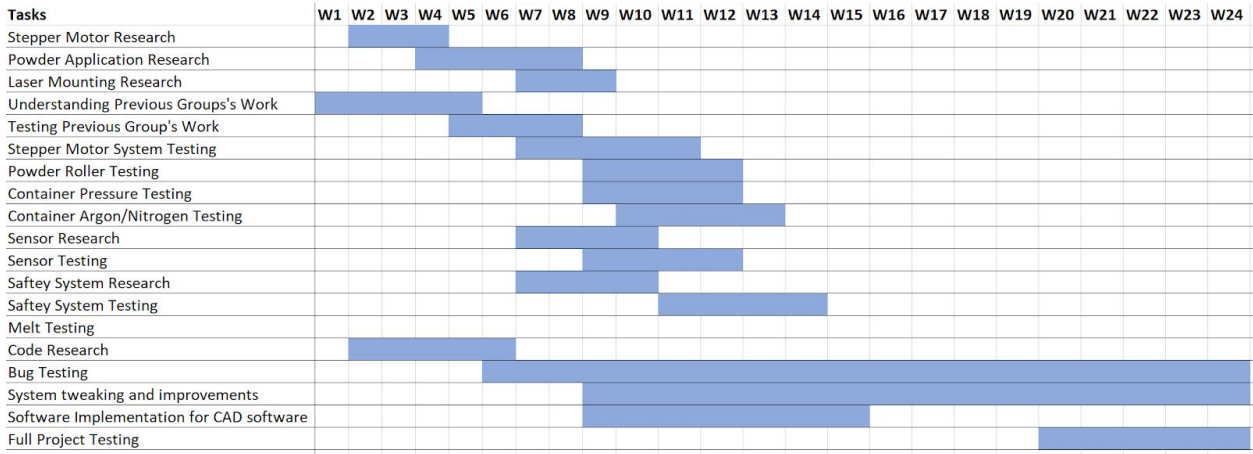 Tasks W1 W2 W3 W4 W5 W6 W7 W8 W9 W10 W11 W12 W13 W14 W15 W16 W17 W18 W19 W20 W21 W22 W23 W24
Stepper Motor Research
Powder Application Research
Laser Mounting Research
Understanding Previous Groups's Work
Testing Previous Group's Work
Stepper Motor System Testing
Powder Roller Testing
Container Pressure Testing
Container Argon/Nitrogen Testing
Sensor Research
Sensor Testing
Saftey System Research
Saftey System Testing
Melt Testing
Code Research
Bug Testing
System tweaking and improvements
Software Implementation for CAD software
Full Project Testing